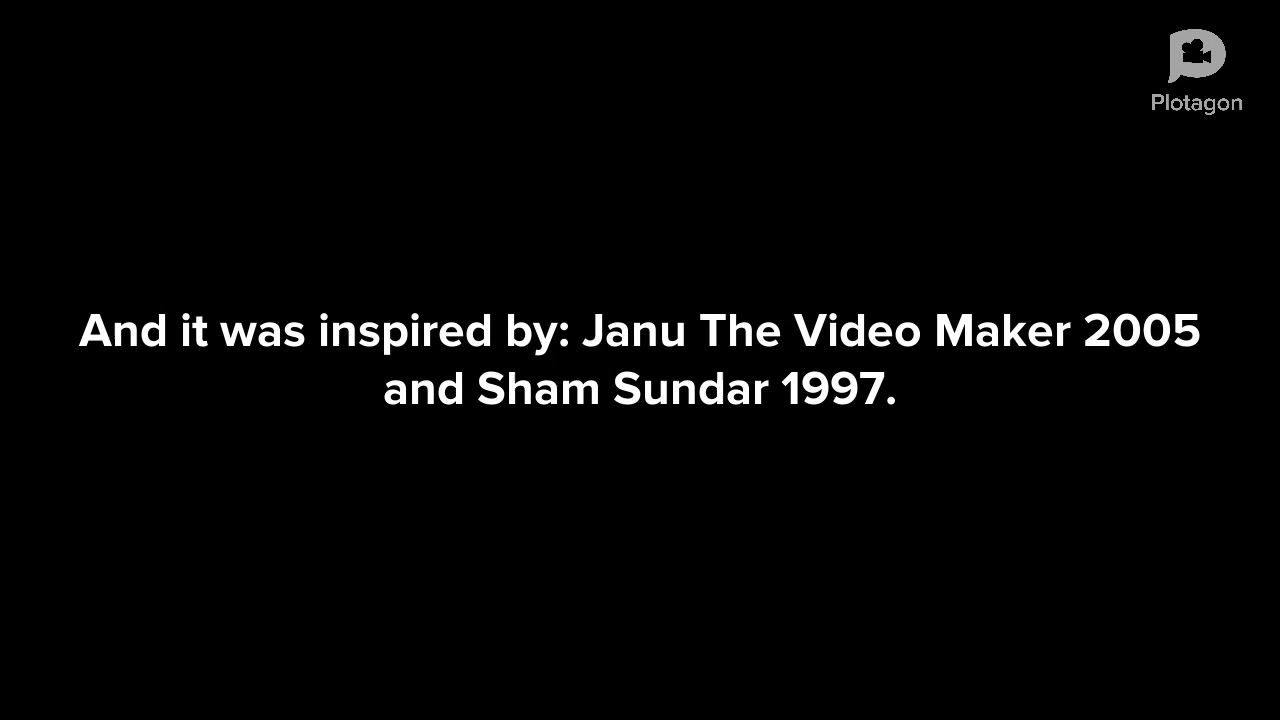 Plotagon
And it was inspired by: Janu The Video Maker 2005
and Sham Sundar 1997.